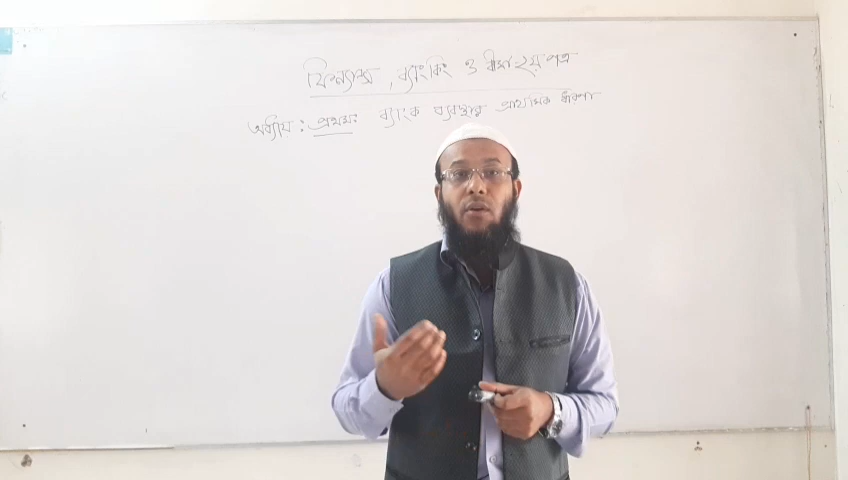 ফিন্যান্স, ব্যাংকিং ও বীমা ২য় পত্র
অধ্যায় : প্রথমঃ ব্যাংক ব্যবস্থার প্রাথমিক ধারণা